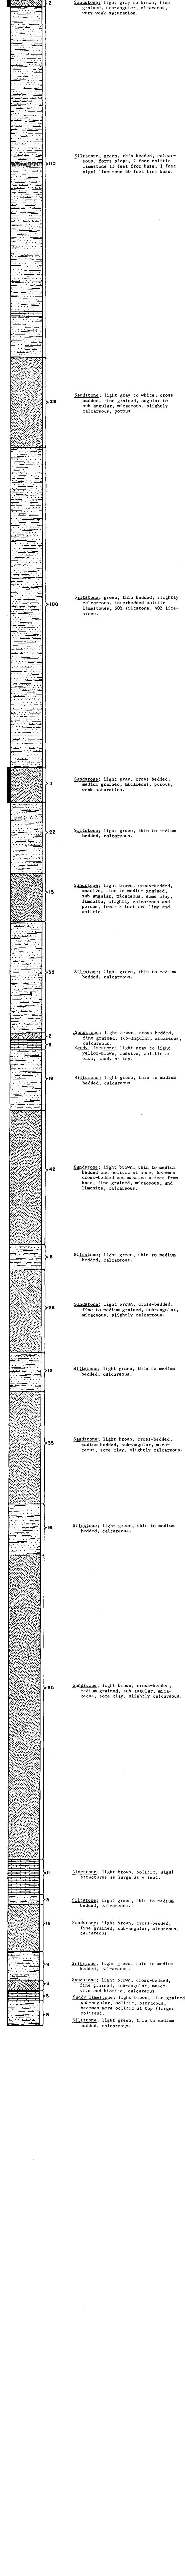 2
Sandstone; light gray to brown, fine
grained, sub-angular, micaceous,
very weak saturation.
110
Siltstone; green, thin bedded, calcar-
eous, forms slope, 2 foot oolitic
limestone 15 feet from base, 1 foot
algal limestone 60 feet from base.
28
Sandstone; light gray to white, cross-
bedded, fine grained, angular to
sub-angular, micaceous, slightly
calcareous, porous.
100
Siltstone; green, thin bedded, slightly
calcareous, interbedded oolitic
limestones, 60% siltstone, 40% lime-
stone.
11
Sandstone; light gray, cross-bedded,
medium grained, micaceous, porous,
weak saturation.
22
Siltstone; light green, thin to medium
bedded, calcareous.
15
Sandstone; light brown, cross-bedded,
massive, fine to medium grained,
sub-angular, micaceous, some clay,
limonite, slightly calcareous and
porous, lower 2 feet are limy and
oolitic.
35
Siltstone; light green, thin to medium
bedded, calcareous.
2
Sandstone; light brown, cross-bedded,
fine grained, sub-angular, micaceous,
calcareous.
3
Sandy limestone; light gray to light
yellow-brown, massive, oolitic at
base, sandy at top.
19
Siltstone; light green, thin to medium
bedded, calcareous.
42
Sandstone; light brown, thin to medium
bedded and oolitic at base, becomes
cross-bedded and massive 4 feet from
base, fine grained, micaceous, and
limonite, calcareous.
8
Siltstone; light green, thin to medium
bedded, calcareous.
26
Sandstone; light brown, cross-bedded,
fine to medium grained, sub-angular,
micaceous, slightly calcareous.
12
Siltstone; light green, thin to medium
bedded, calcareous.
35
Sandstone; light brown, cross-bedded,
medium bedded, sub-angular, mica-
ceous, some clay, slightly calcareous.
16
Siltstone; light green, thin to medium
bedded, calcareous.
95
Sandstone; light brown, cross-bedded,
medium grained, sub-angular, mica-
ceous, some clay, slightly calcareous.
11
Limestone; light brown, oolitic, algal
structures as large as 4 feet.
3
Siltstone; light green, thin to medium
bedded, calcareous.
15
Sandstone; light brown, cross-bedded,
fine grained, sub-angular, micaceous,
calcareous.
9
Siltstone; light green, thin to medium
bedded, calcareous.
3
Sandstone; light brown, cross-bedded,
fine grained, sub-angular, musco-
vite and biotite, calcareous.
3
Sandy limestone; light brown, fine grained
sub-angular, oolitic, ostracods,
becomes more oolitic at top (larger
oolites).
8
Siltstone; light green, thin to medium
bedded, calcareous.